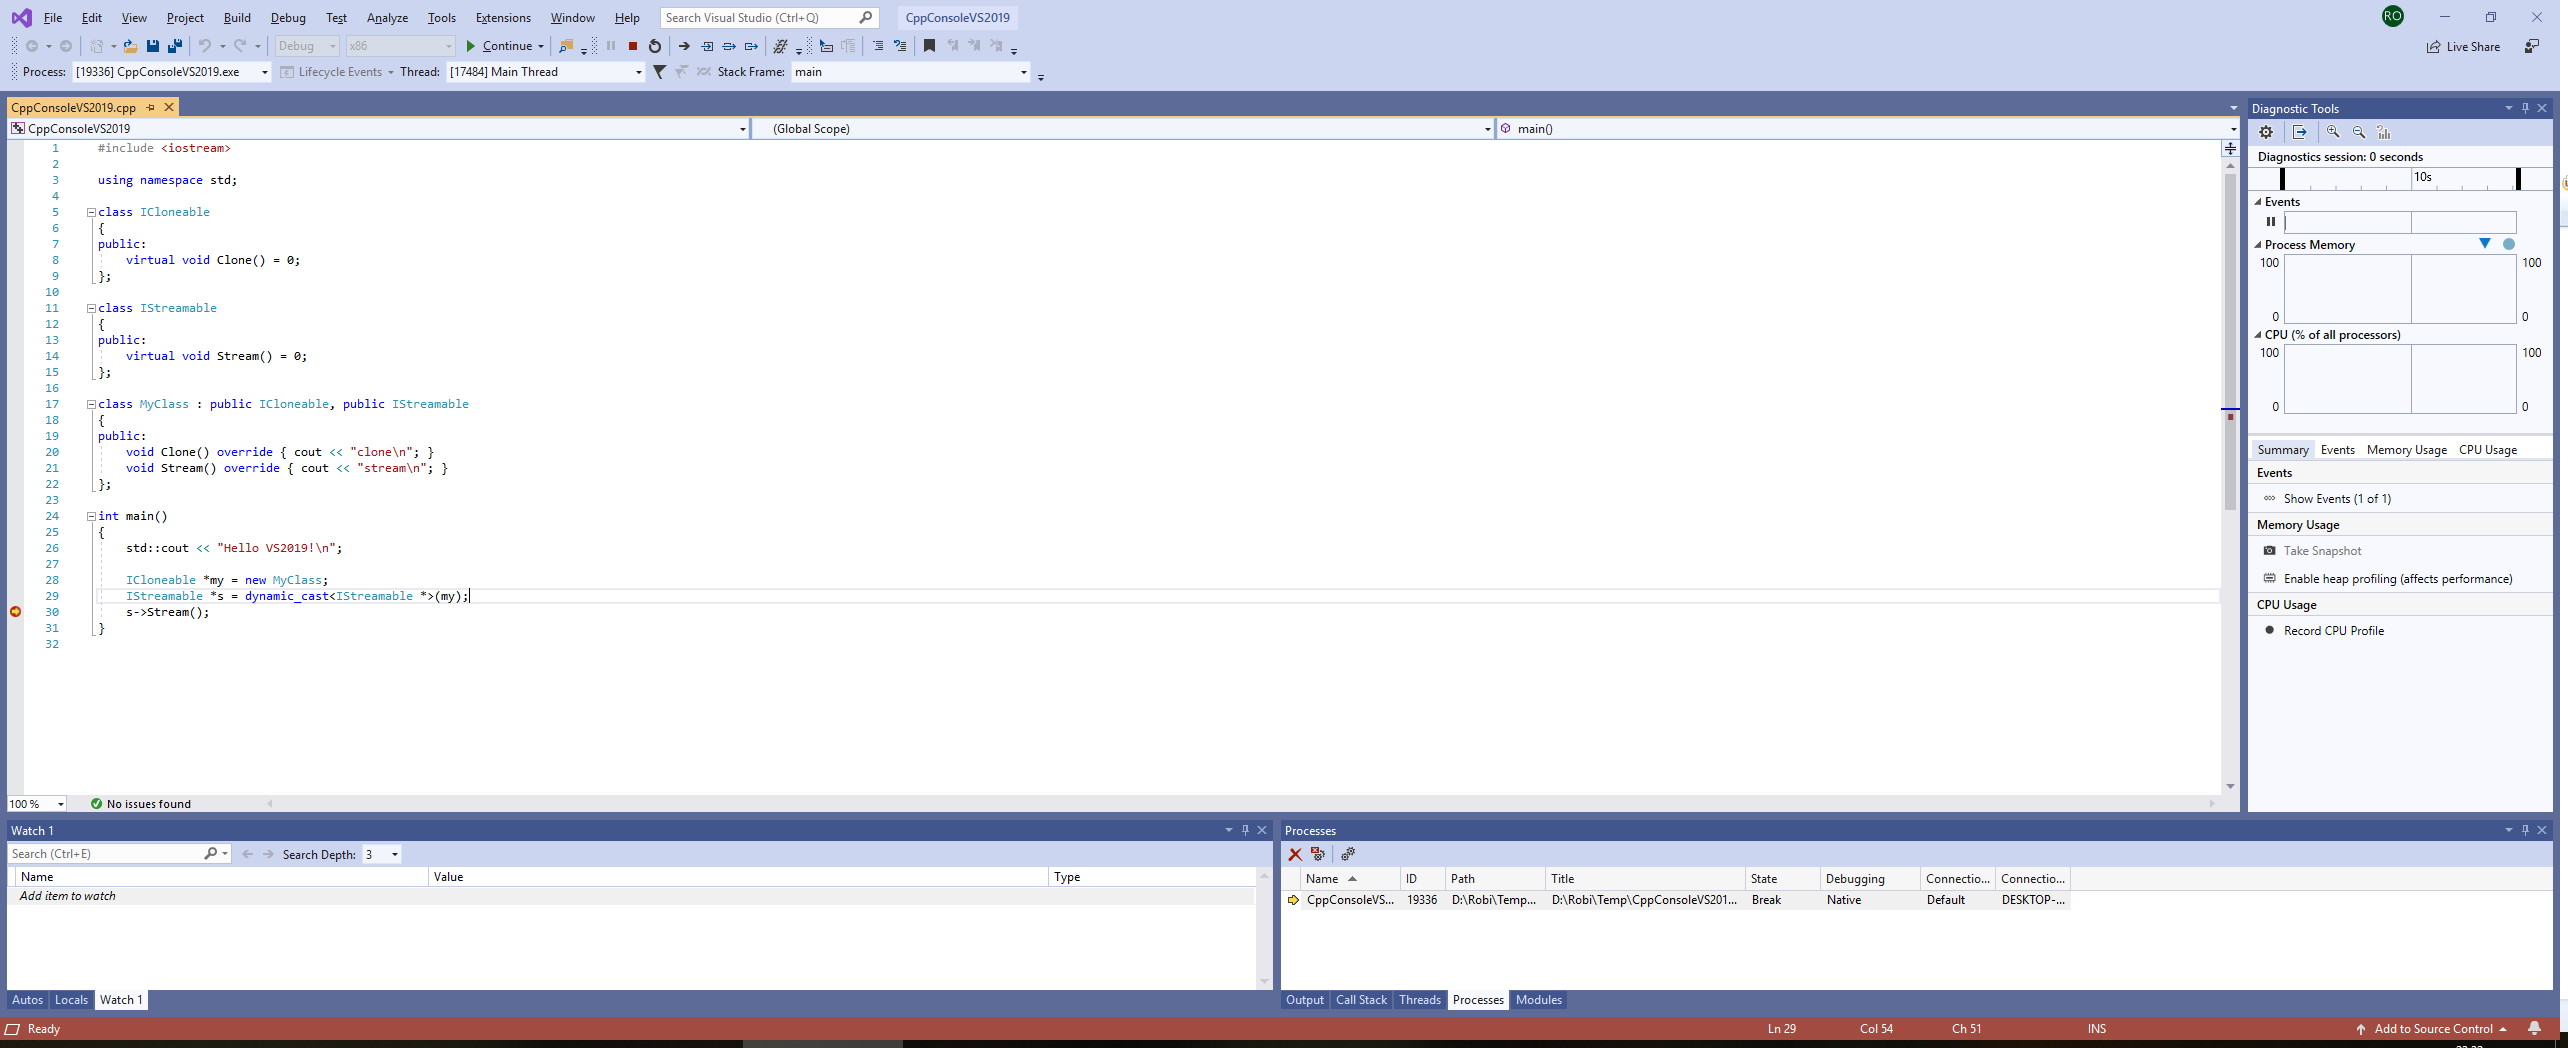 File Edit View Project Build Debug Test Analyze Tools Extensions Window Help Search Visual Studio (Ctrl+Q) CppConsoleVS2019 RO
Debug x86 Continue Live Share
Process: [19336] CppConsoleVS2019.exe Lifecycle Events Thread: [17484] Main Thread Stack Frame: main
CppConsoleVS2019.cpp
CppConsoleVS2019 (Global Scope) main()
1 #include <iostream>
2
3 using namespace std;
4
5 class ICloneable
6 {
7 public:
8 virtual void Clone() = 0;
9 };
10
11 class IStreamable
12 {
13 public:
14 virtual void Stream() = 0;
15 };
16
17 class MyClass : public ICloneable, public IStreamable
18 {
19 public:
20 void Clone() override { cout << "clone\n"; }
21 void Stream() override { cout << "stream\n"; }
22 };
23
24 int main()
25 {
26 std::cout << "Hello VS2019!\n";
27
28 ICloneable *my = new MyClass;
29 IStreamable *s = dynamic_cast<IStreamable *>(my);
30 s->Stream();
31 }
32
100 % No issues found
Diagnostic Tools
Diagnostics session: 0 seconds
10s
Events
Process Memory
100 100
0 0
CPU (% of all processors)
100 100
0 0
Summary Events Memory Usage CPU Usage
Events
Show Events (1 of 1)
Memory Usage
Take Snapshot
Enable heap profiling (affects performance)
CPU Usage
Record CPU Profile
Watch 1
Search (Ctrl+E) Search Depth: 3
Name Value Type
Add item to watch
Autos Locals Watch 1
Processes
Name ID Path Title State Debugging Connectio... Connectio...
CppConsoleVS... 19336 D:\Robi\Temp... D:\Robi\Temp\CppConsoleVS201... Break Native Default DESKTOP-...
Output Call Stack Threads Processes Modules
Ready Ln 29 Col 54 Ch 51 INS Add to Source Control